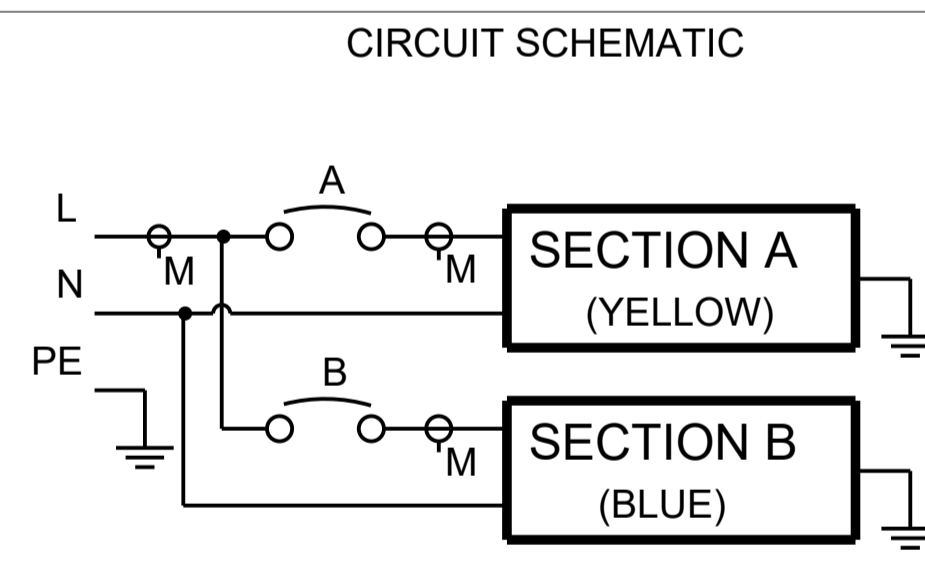 CIRCUIT SCHEMATIC
A
L
M
M
SECTION A
(YELLOW)
N
PE
B
M
SECTION B
(BLUE)